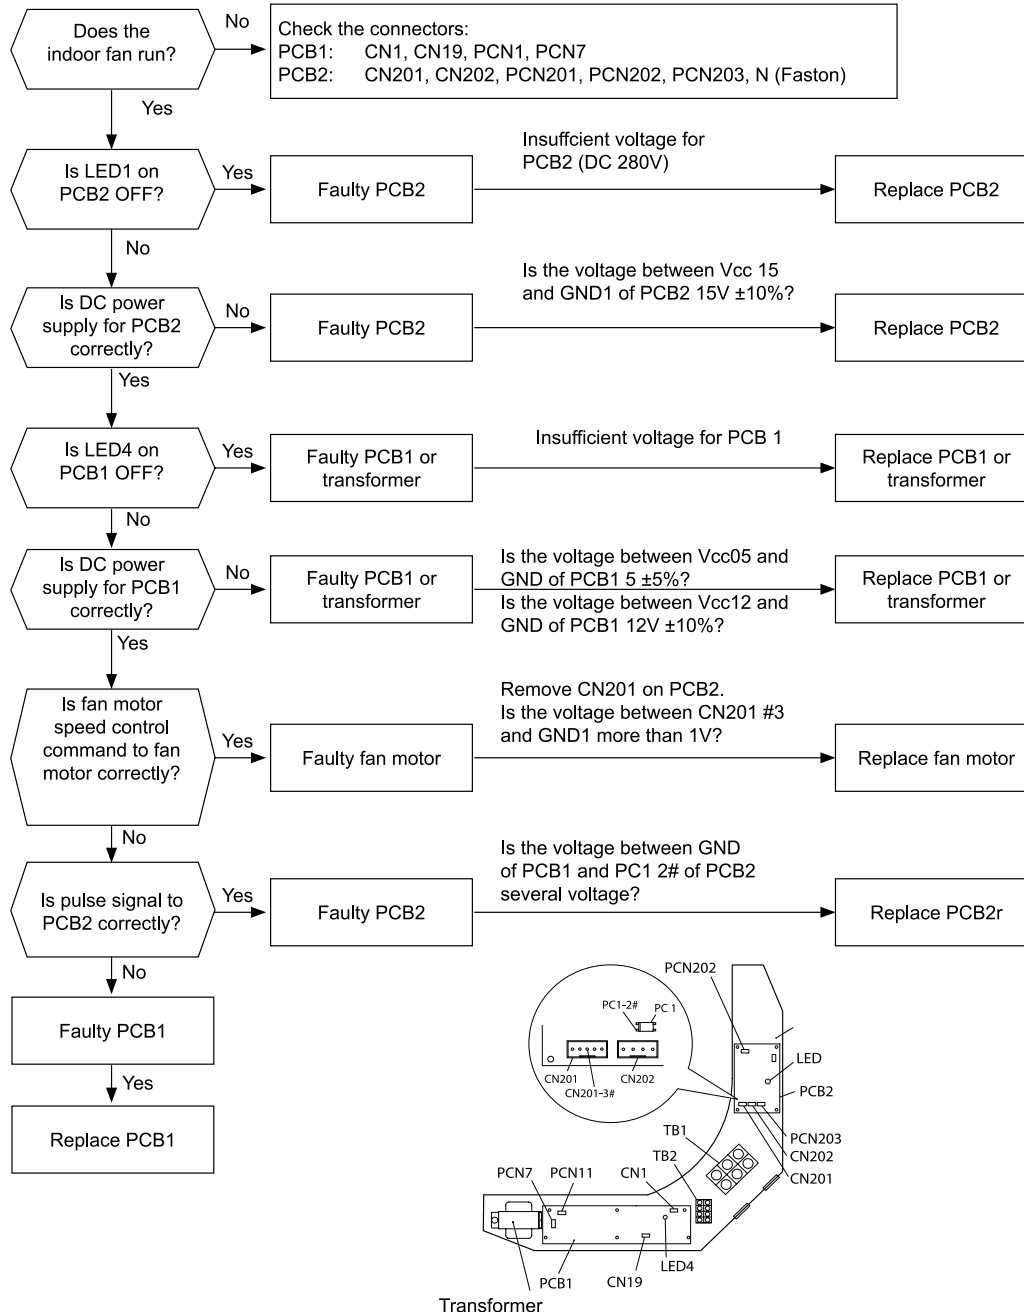 Does the
indoor fan run?
No
Check the connectors:
PCB1: CN1, CN19, PCN1, PCN7
PCB2: CN201, CN202, PCN201, PCN202, PCN203, N (Faston)
Yes
Is LED1 on
PCB2 OFF?
Yes
Faulty PCB2
Insuffcient voltage for
PCB2 (DC 280V)
Replace PCB2
No
Is DC power
supply for PCB2
correctly?
No
Faulty PCB2
Is the voltage between Vcc 15
and GND1 of PCB2 15V ±10%?
Replace PCB2
Yes
Is LED4 on
PCB1 OFF?
Yes
Faulty PCB1 or
transformer
Insufficient voltage for PCB 1
Replace PCB1 or
transformer
No
Is DC power
supply for PCB1
correctly?
No
Faulty PCB1 or
transformer
Is the voltage between Vcc05 and
GND of PCB1 5 ±5%?
Is the voltage between Vcc12 and
GND of PCB1 12V ±10%?
Replace PCB1 or
transformer
Yes
Is fan motor
speed control
command to fan
motor correctly?
Yes
Faulty fan motor
Remove CN201 on PCB2.
Is the voltage between CN201 #3
and GND1 more than 1V?
Replace fan motor
No
Is pulse signal to
PCB2 correctly?
Yes
Faulty PCB2
Is the voltage between GND
of PCB1 and PC1 2# of PCB2
several voltage?
Replace PCB2r
No
Faulty PCB1
Yes
Replace PCB1
PCN202
PC1-2#
PC 1
CN201
CN202
CN201-3#
LED
PCB2
PCN203
CN202
CN201
TB1
TB2
PCN7
PCN11
CN1
LED4
CN19
PCB1
Transformer